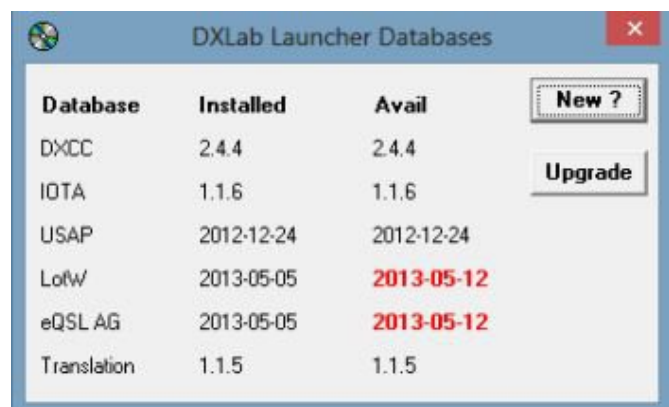 DXLab Launcher Databases
Database Installed Avail New ?
DXCC 2.4.4 2.4.4
Upgrade
IOTA 1.1.6 1.1.6
USAP 2012-12-24 2012-12-24
LotW 2013-05-05 2013-05-12
eQSL AG 2013-05-05 2013-05-12
Translation 1.1.5 1.1.5